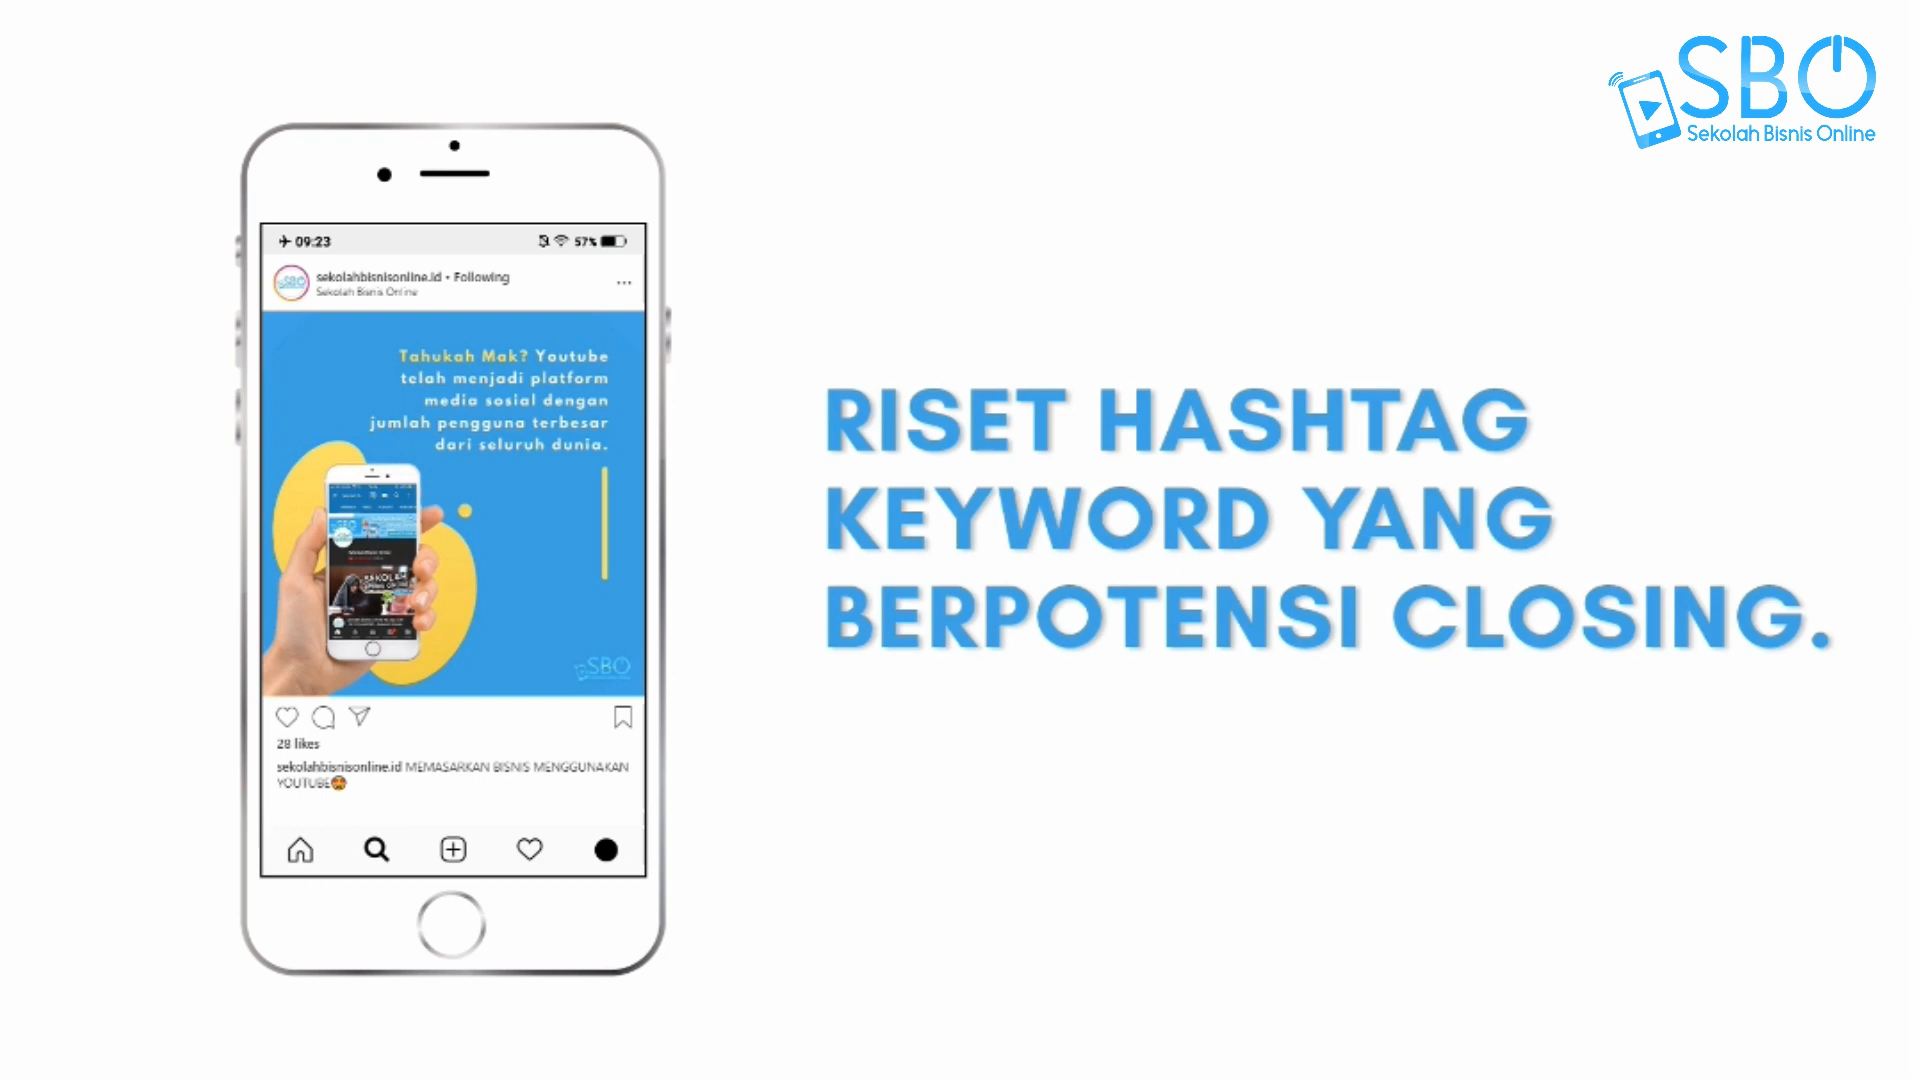 SBO
Sekolah Bisnis Online
09:23
57%
sekolahbisnisonline.id • Following
Sekolah Bisnis Online
Tahukah Mak? Youtube
telah menjadi platform
media sosial dengan
jumlah pengguna terbesar
dari seluruh dunia.
SBO
28 likes
sekolahbisnisonline.id MEMASARKAN BISNIS MENGGUNAKAN
YOUTUBE
RISET HASHTAG
KEYWORD YANG
BERPOTENSI CLOSING.